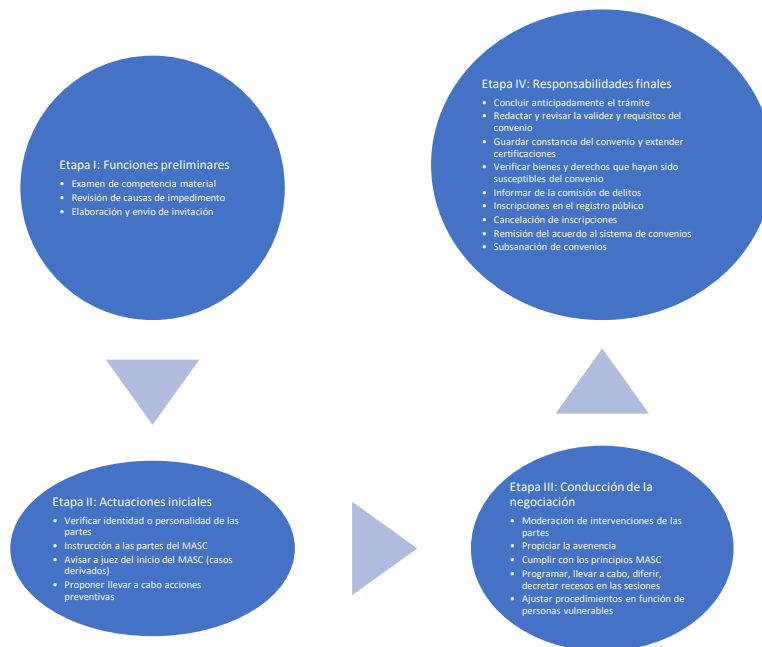 Etapa I: Funciones preliminares
• Examen de competencia material
• Revisión de causas de impedimento
• Elaboración y envío de invitación
Etapa II: Actuaciones iniciales
• Verificar identidad o personalidad de las
partes
• Instrucción a las partes del MASC
• Avisar a juez del inicio del MASC (casos
derivados)
• Proponer llevar a cabo acciones
preventivas
Etapa III: Conducción de la
negociación
• Moderación de intervenciones de las
partes
• Propiciar la avenencia
• Cumplir con los principios MASC
• Programar, llevar a cabo, diferir,
decretar recesos en las sesiones
• Ajustar procedimientos en función de
personas vulnerables
Etapa IV: Responsabilidades finales
• Concluir anticipadamente el trámite
• Redactar y revisar la validez y requisitos del
convenio
• Guardar constancia del convenio y extender
certificaciones
• Verificar bienes y derechos que hayan sido
susceptibles del convenio
• Informar de la comisión de delitos
• Inscripciones en el registro público
• Cancelación de inscripciones
• Remisión del acuerdo al sistema de convenios
• Subsanación de convenios